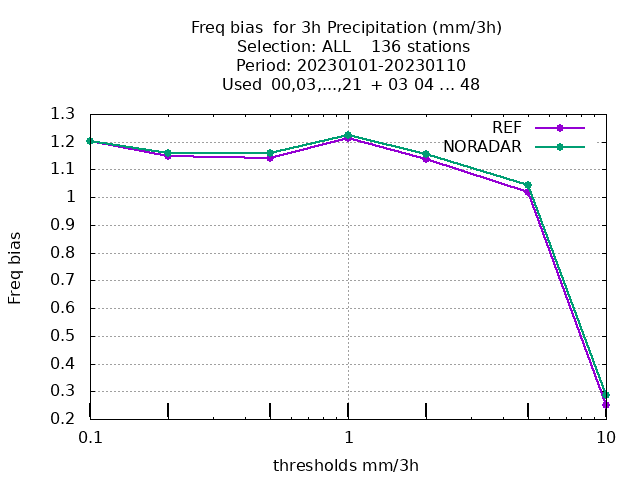 Freq bias  for 3h Precipitation (mm/3h)
Selection: ALL    136 stations
Period: 20230101-20230110
Used  00,03,...,21  + 03 04 ... 48
REF
NORADAR
1.3
1.2
1.1
1
0.9
0.8
0.7
0.6
0.5
0.4
0.3
0.2
Freq bias
0.1 1 10
thresholds mm/3h